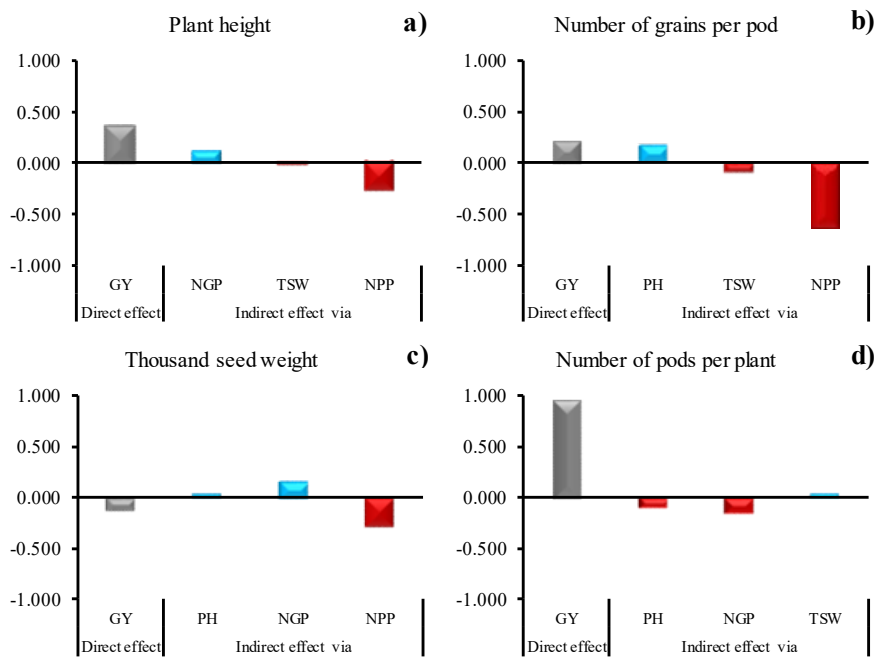 Plant height
a)
1.000
0.500
0.000
-0.500
-1.000
GY NGP TSW NPP
Direct effect Indirect effect via
Number of grains per pod
b)
1.000
0.500
0.000
-0.500
-1.000
GY PH TSW NPP
Direct effect Indirect effect via
Thousand seed weight
c)
1.000
0.500
0.000
-0.500
-1.000
GY PH NGP NPP
Direct effect Indirect effect via
Number of pods per plant
d)
1.000
0.500
0.000
-0.500
-1.000
GY PH NGP TSW
Direct effect Indirect effect via